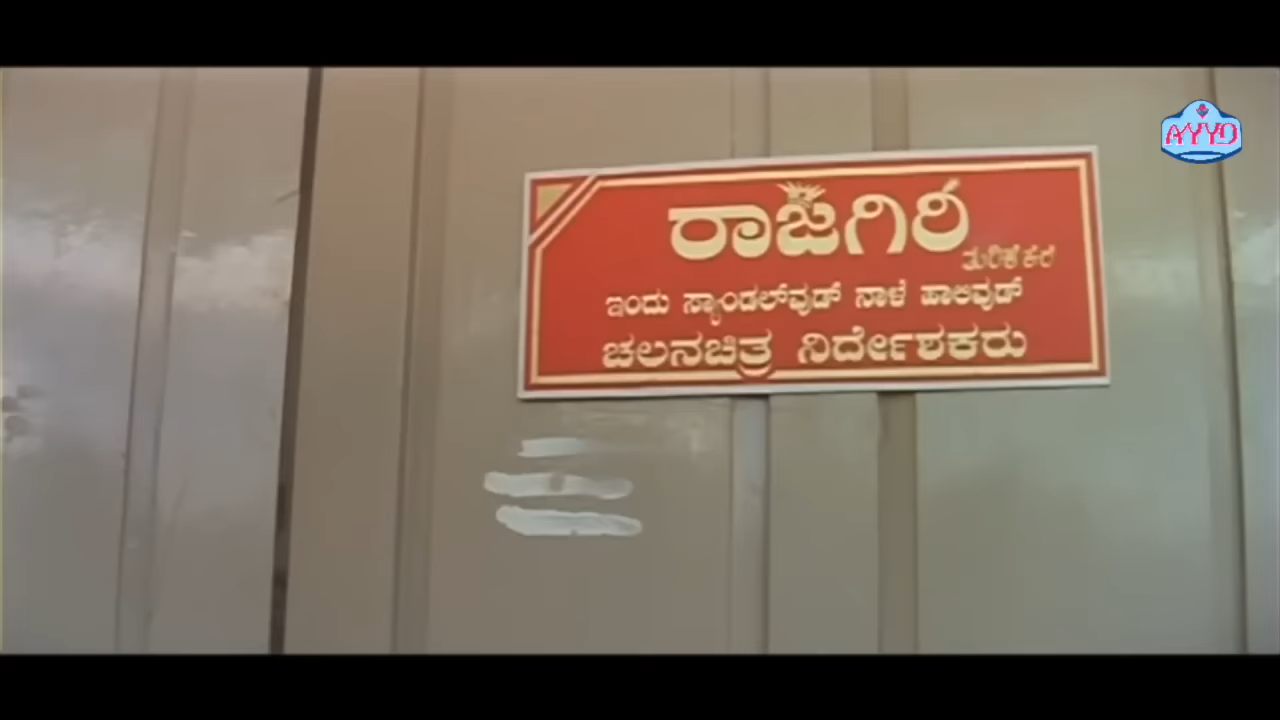 AYYO
ರಾಜಗಿರಿ
ತುರಿಕೆಕೆರೆ
ಇಂದು ಸ್ಯಾಂಡಲ್‌ವುಡ್ ನಾಳೆ ಹಾಲಿವುಡ್
ಚಲನಚಿತ್ರ ನಿರ್ದೇಶಕರು